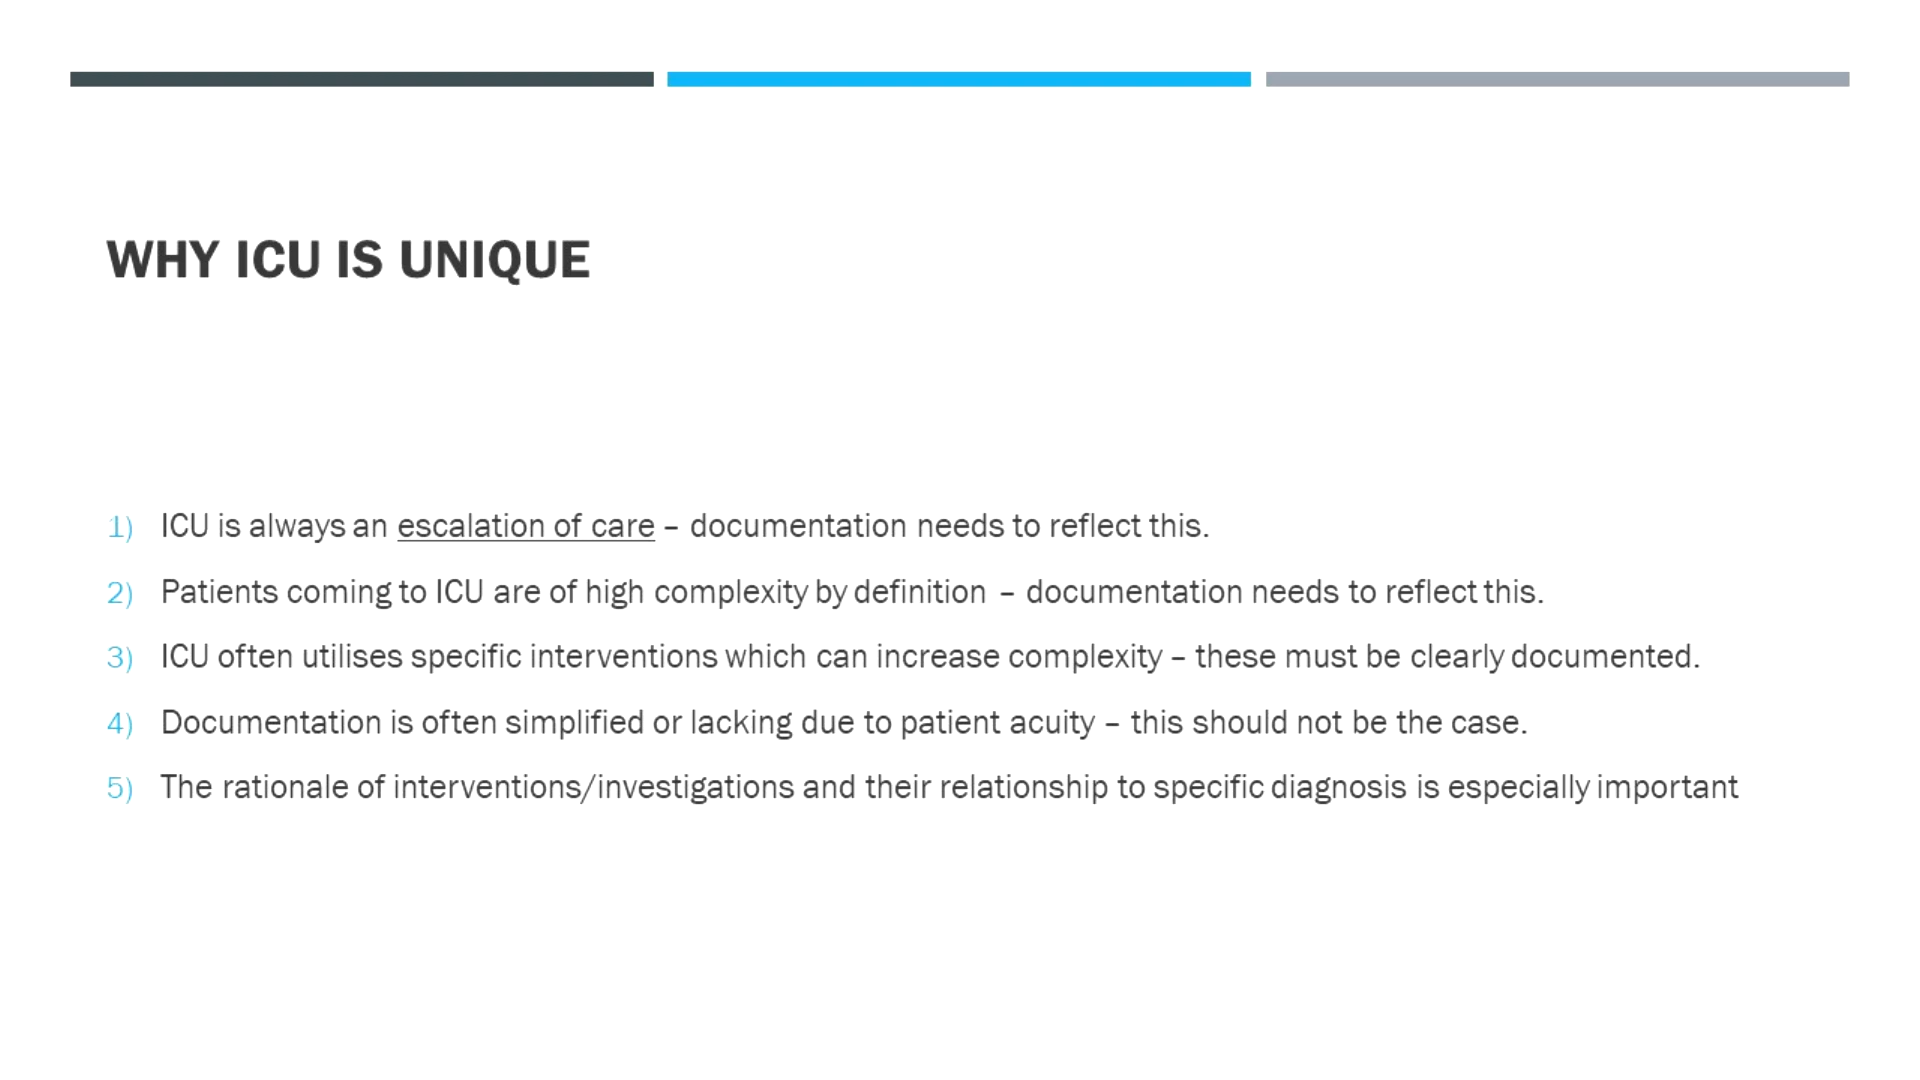 WHY ICU IS UNIQUE
1) ICU is always an escalation of care – documentation needs to reflect this.
2) Patients coming to ICU are of high complexity by definition – documentation needs to reflect this.
3) ICU often utilises specific interventions which can increase complexity – these must be clearly documented.
4) Documentation is often simplified or lacking due to patient acuity – this should not be the case.
5) The rationale of interventions/investigations and their relationship to specific diagnosis is especially important